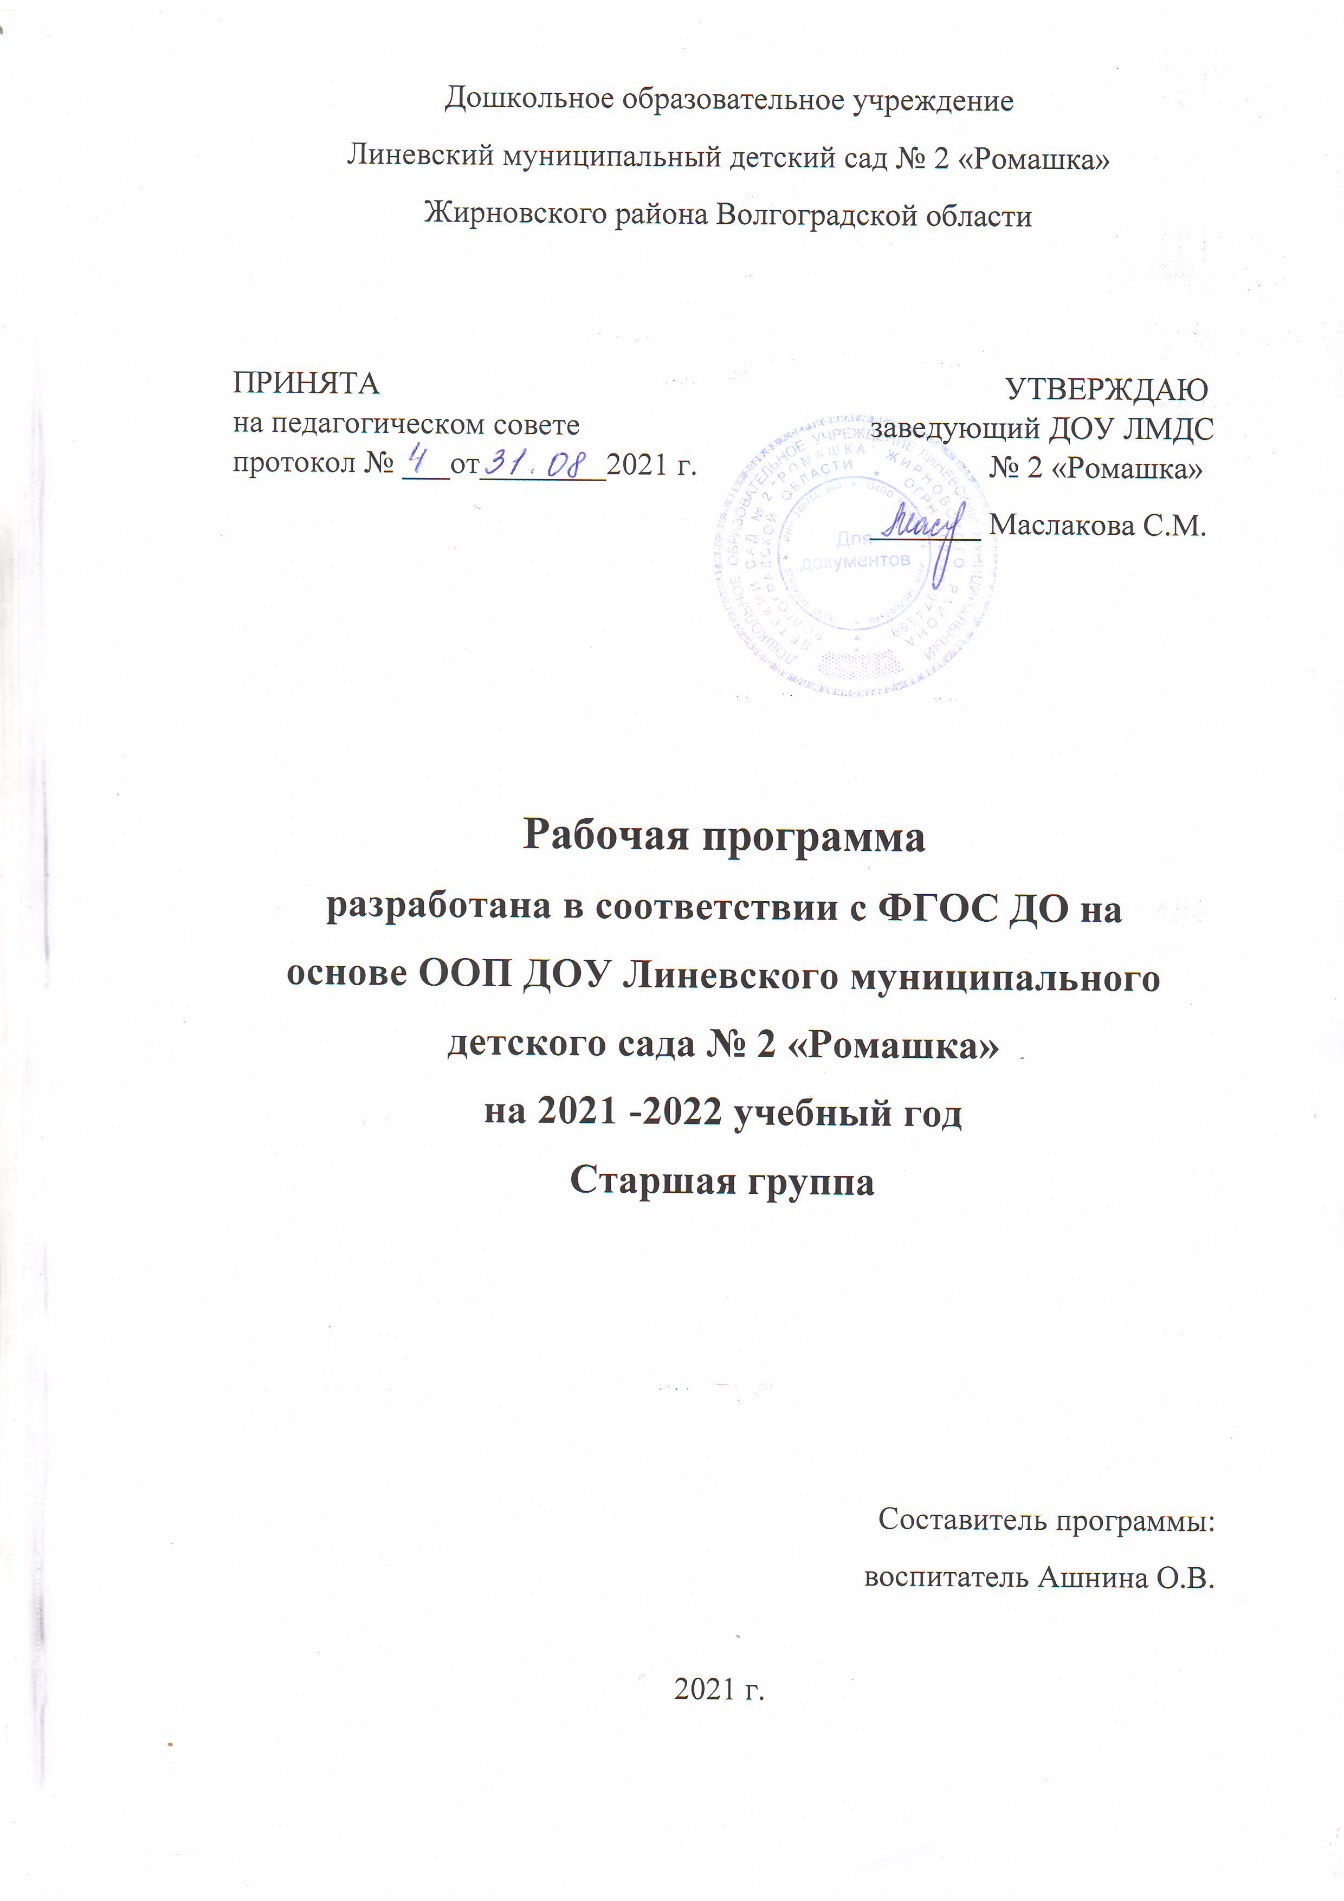 Дошкольное образовательное учреждение
Линевский муниципальный детский сад № 2 «Ромашка»
Жирновского района Волгоградской области
ПРИНЯТА
на педагогическом совете
протокол № 4 от 31.08 2021 г.
УТВЕРЖДАЮ
заведующий ДОУ ЛМДС
№ 2 «Ромашка»
Маслакова С.М.
Для
документов
Рабочая программа
разработана в соответствии с ФГОС ДО на
основе ООП ДОУ Линевского муниципального
детского сада № 2 «Ромашка»
на 2021 -2022 учебный год
Старшая группа
Составитель программы:
воспитатель Ашнина О.В.
2021 г.